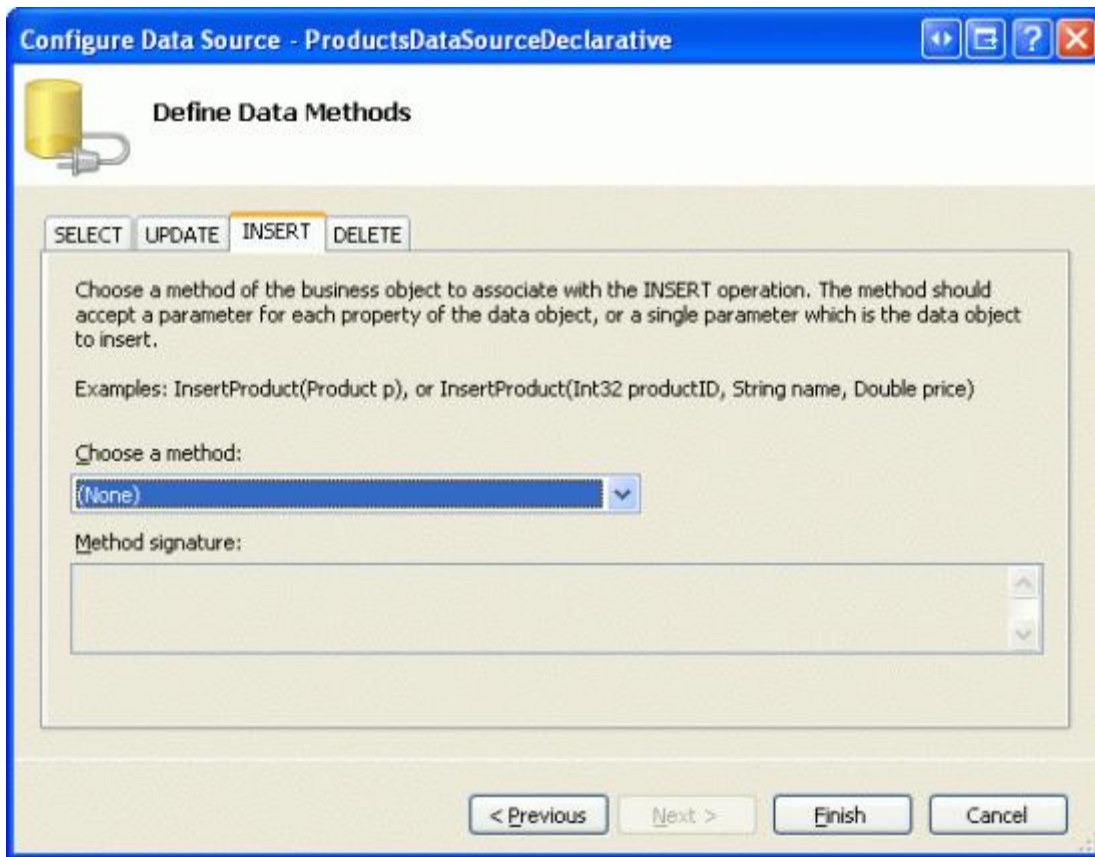 Configure Data Source - ProductsDataSourceDeclarative
Define Data Methods
SELECT UPDATE INSERT DELETE
Choose a method of the business object to associate with the INSERT operation. The method should
accept a parameter for each property of the data object, or a single parameter which is the data object
to insert.
Examples: InsertProduct(Product p), or InsertProduct(Int32 productID, String name, Double price)
Choose a method:
(None)
Method signature:
< Previous Next > Finish Cancel